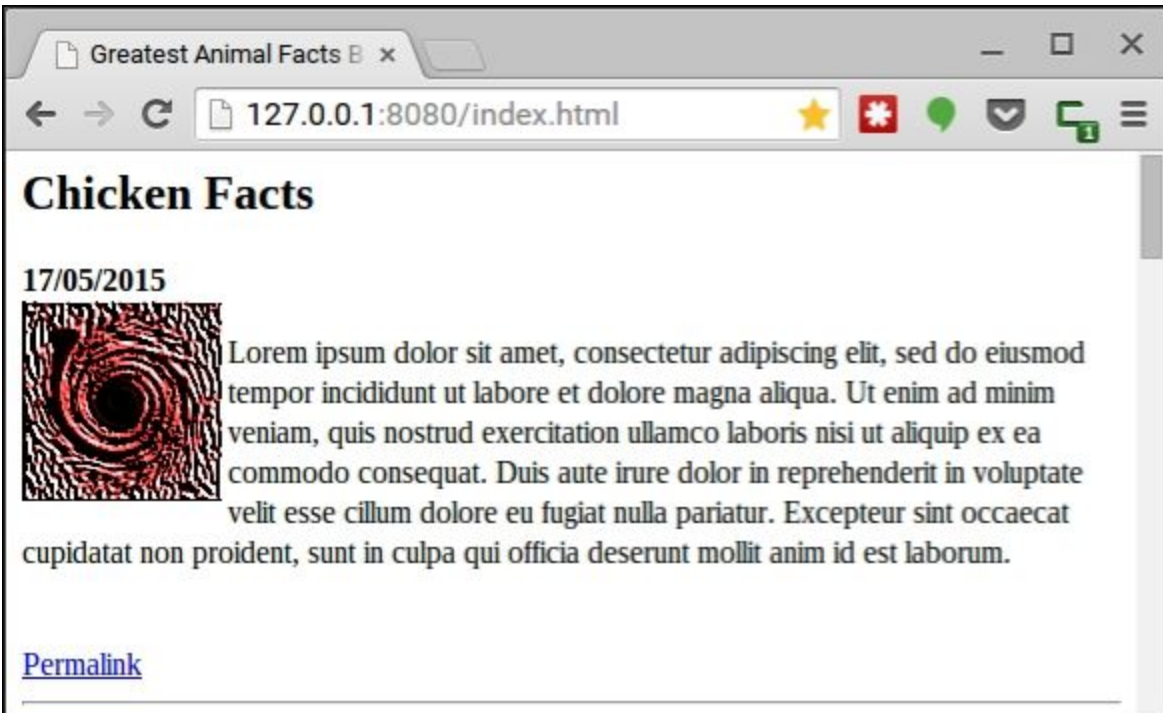 Greatest Animal Facts B
127.0.0.1:8080/index.html
1
Chicken Facts
17/05/2015
Lorem ipsum dolor sit amet, consectetur adipiscing elit, sed do eiusmod
tempor incididunt ut labore et dolore magna aliqua. Ut enim ad minim
veniam, quis nostrud exercitation ullamco laboris nisi ut aliquip ex ea
commodo consequat. Duis aute irure dolor in reprehenderit in voluptate
velit esse cillum dolore eu fugiat nulla pariatur. Excepteur sint occaecat
cupidatat non proident, sunt in culpa qui officia deserunt mollit anim id est laborum.
Permalink